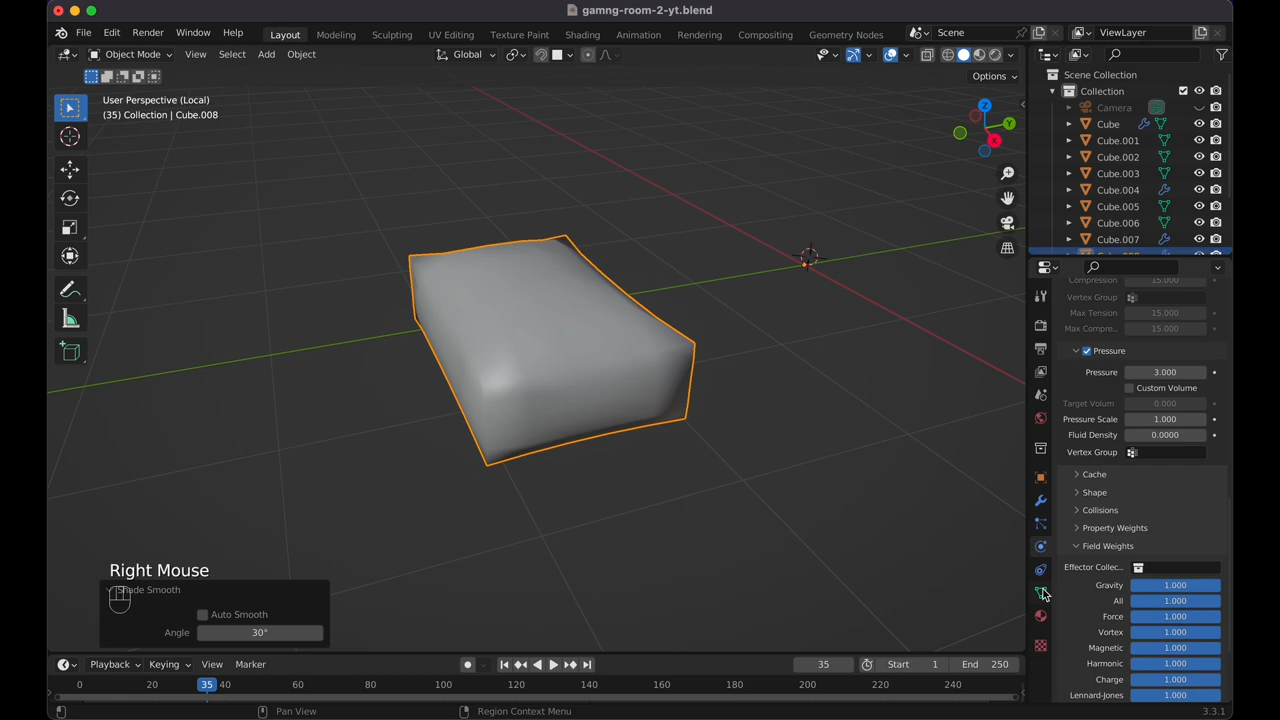 gamng-room-2-yt.blend
File Edit Render Window Help Layout Modeling Sculpting UV Editing Texture Paint Shading Animation Rendering Compositing Geometry Nodes Scene ViewLayer
Object Mode View Select Add Object Global
Options
User Perspective (Local)
(35) Collection | Cube.008
Z
Y
X
Scene Collection
Collection
Camera
Cube
Cube.001
Cube.002
Cube.003
Cube.004
Cube.005
Cube.006
Cube.007
Compression 15.000
Vertex Group
Max Tension 15.000
Max Compre... 15.000
Pressure
Pressure 3.000
Custom Volume
Target Volum 0.000
Pressure Scale 1.000
Fluid Density 0.0000
Vertex Group
Cache
Shape
Collisions
Property Weights
Field Weights
Effector Collec...
Gravity 1.000
All 1.000
Force 1.000
Vortex 1.000
Magnetic 1.000
Harmonic 1.000
Charge 1.000
Lennard-Jones 1.000
Right Mouse
Shade Smooth
Auto Smooth
Angle 30°
Playback Keying View Marker 35 Start 1 End 250
0 20 35 40 60 80 100 120 140 160 180 200 220 240
Pan View Region Context Menu 3.3.1